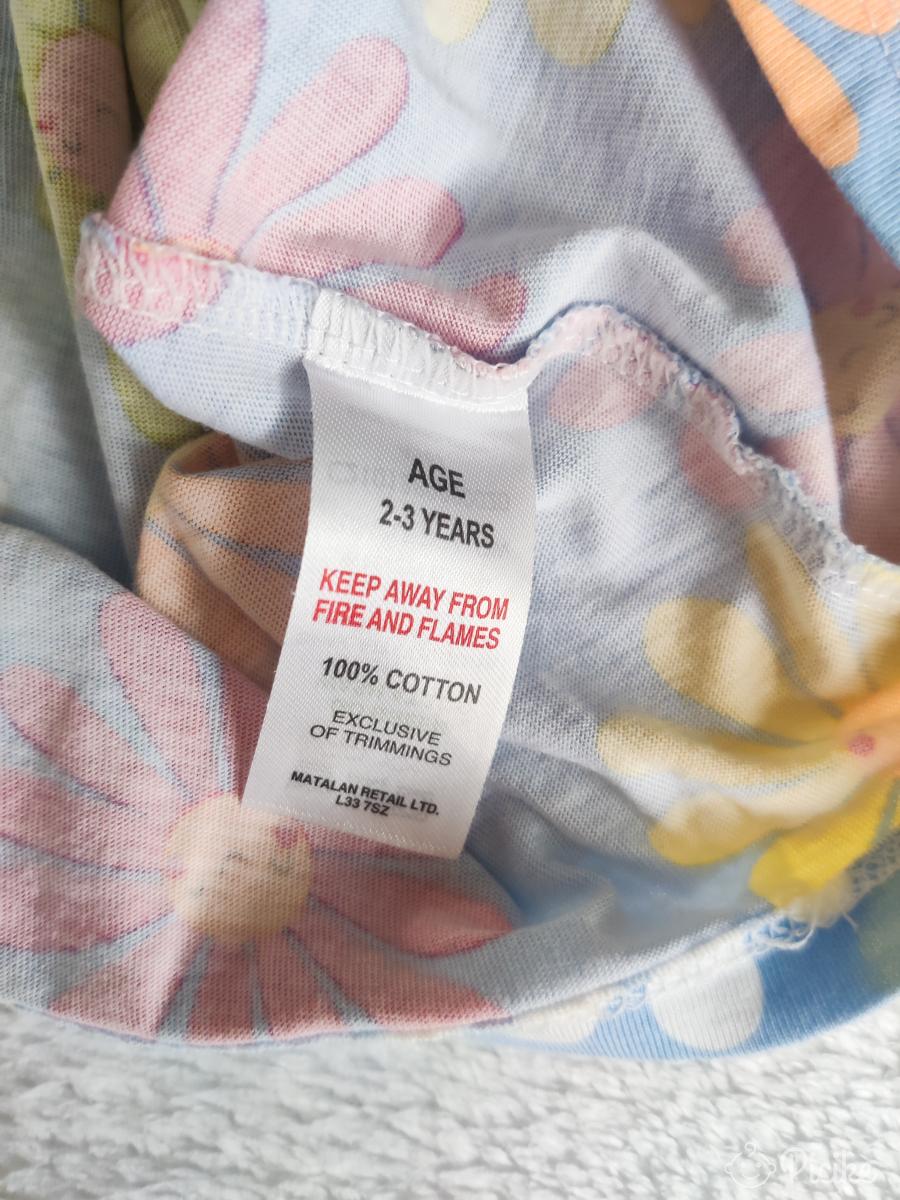 AGE
2-3 YEARS
KEEP AWAY FROM
FIRE AND FLAMES
100% COTTON
EXCLUSIVE
OF TRIMMINGS
MATALAN RETAIL LTD.
L33 7SZ